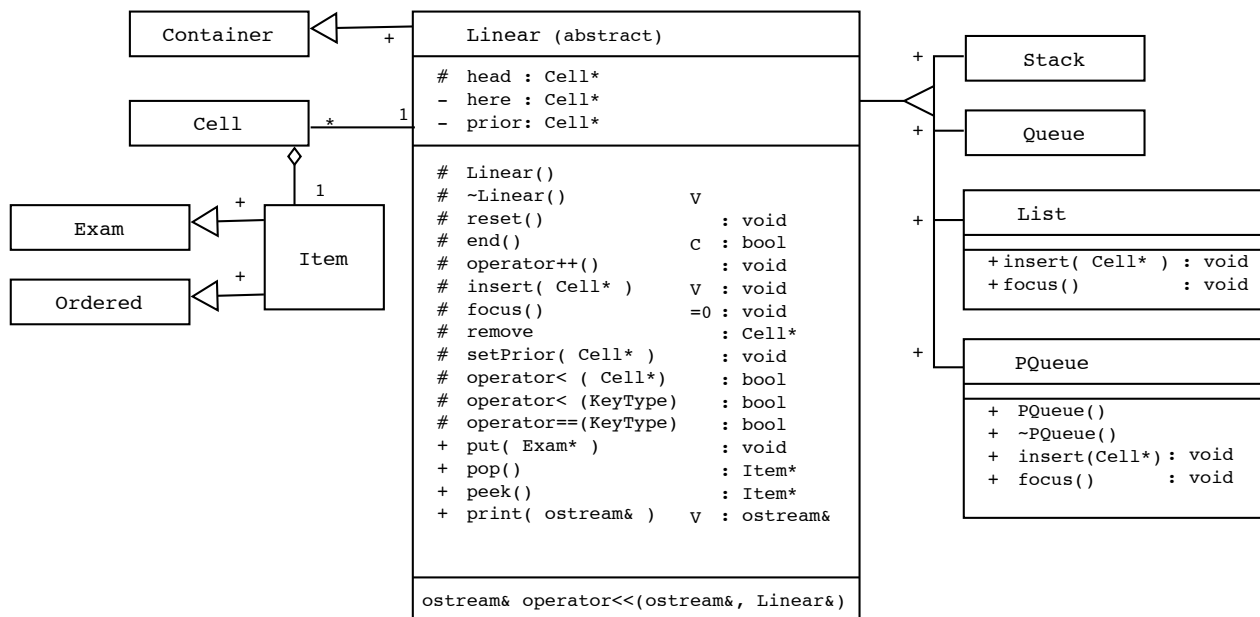 Container
+
Cell
*
1
1
Exam
+
Ordered
+
Item
Linear (abstract)
# head : Cell*
– here : Cell*
– prior: Cell*
# Linear()
# ~Linear() V
# reset() : void
# end() C : bool
# operator++() : void
# insert( Cell* ) V : void
# focus() =0 : void
# remove : Cell*
# setPrior( Cell* ) : void
# operator< ( Cell*) : bool
# operator< (KeyType) : bool
# operator==(KeyType) : bool
+ put( Exam* ) : void
+ pop() : Item*
+ peek() : Item*
+ print( ostream& ) V : ostream&
ostream& operator<<(ostream&, Linear&)
+
Stack
+
Queue
+
List
+ insert( Cell* ) : void
+ focus() : void
+
PQueue
+ PQueue()
+ ~PQueue()
+ insert(Cell*): void
+ focus() : void